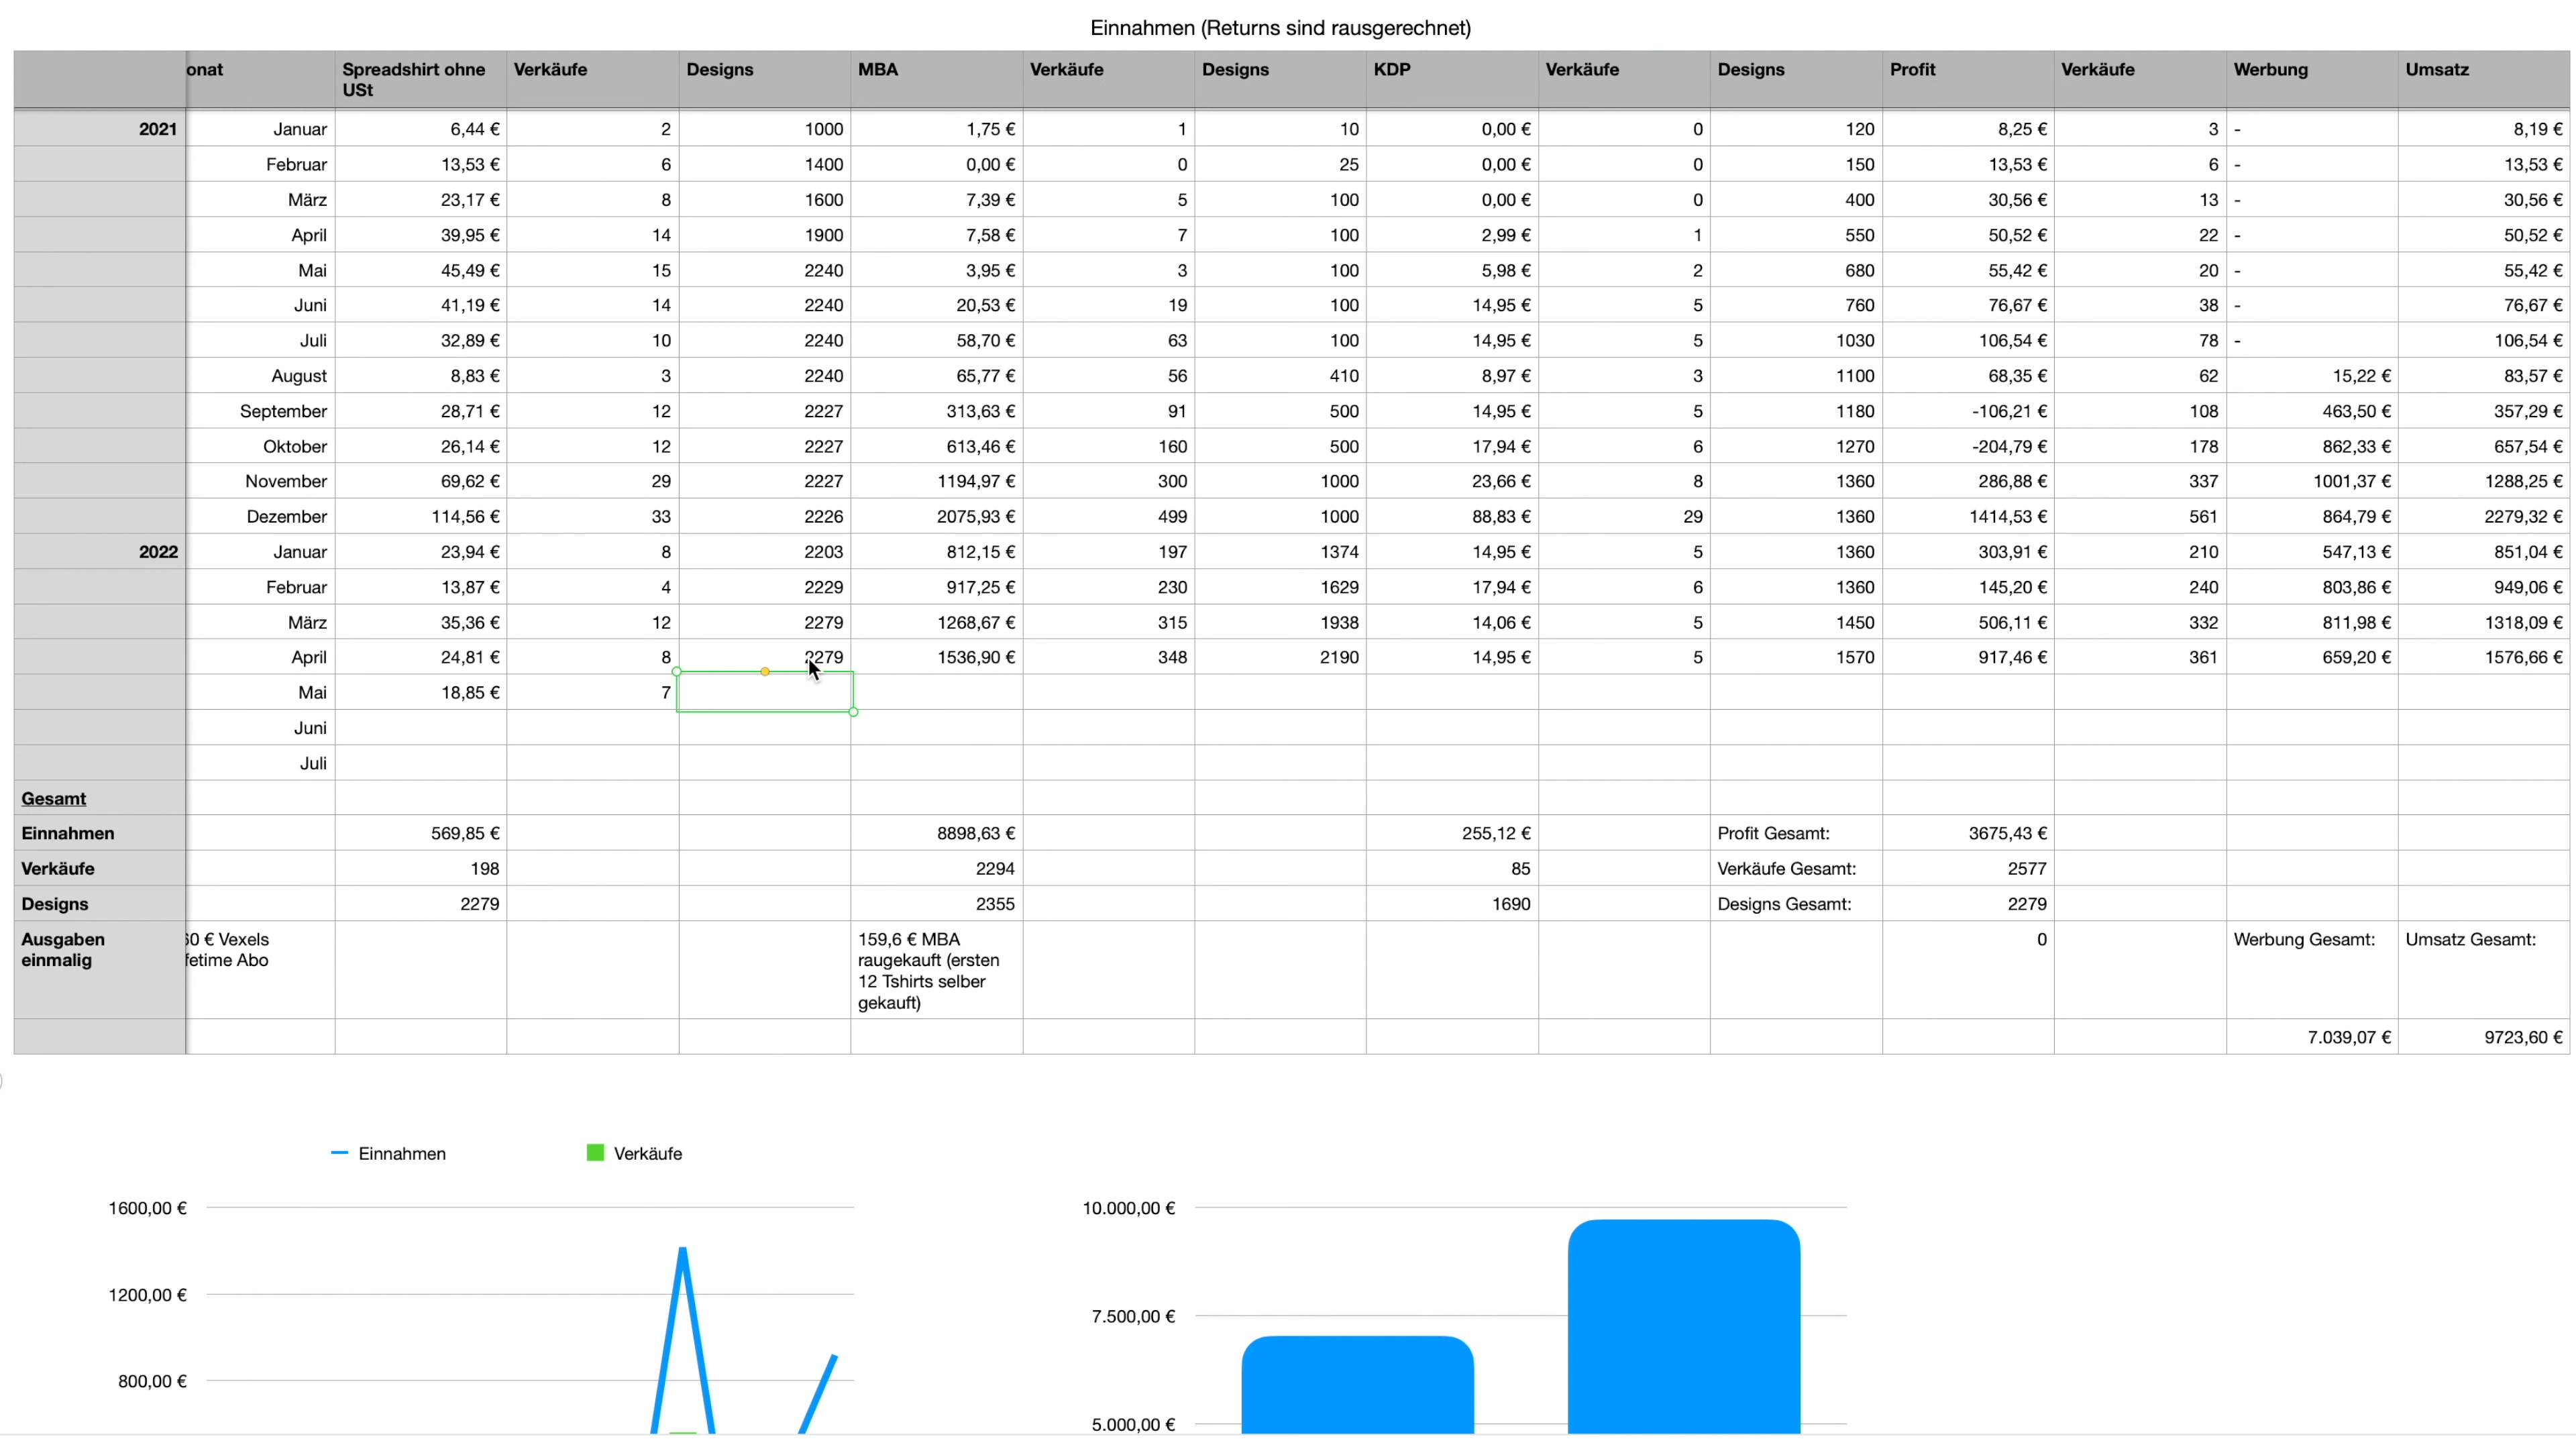 Einnahmen (Returns sind rausgerechnet)
onat Spreadshirt ohne USt Verkäufe Designs MBA Verkäufe Designs KDP Verkäufe Designs Profit Verkäufe Werbung Umsatz
2021 Januar 6,44 € 2 1000 1,75 € 1 10 0,00 € 0 120 8,25 € 3 - 8,19 €
Februar 13,53 € 6 1400 0,00 € 0 25 0,00 € 0 150 13,53 € 6 - 13,53 €
März 23,17 € 8 1600 7,39 € 5 100 0,00 € 0 400 30,56 € 13 - 30,56 €
April 39,95 € 14 1900 7,58 € 7 100 2,99 € 1 550 50,52 € 22 - 50,52 €
Mai 45,49 € 15 2240 3,95 € 3 100 5,98 € 2 680 55,42 € 20 - 55,42 €
Juni 41,19 € 14 2240 20,53 € 19 100 14,95 € 5 760 76,67 € 38 - 76,67 €
Juli 32,89 € 10 2240 58,70 € 63 100 14,95 € 5 1030 106,54 € 78 - 106,54 €
August 8,83 € 3 2240 65,77 € 56 410 8,97 € 3 1100 68,35 € 62 15,22 € 83,57 €
September 28,71 € 12 2227 313,63 € 91 500 14,95 € 5 1180 -106,21 € 108 463,50 € 357,29 €
Oktober 26,14 € 12 2227 613,46 € 160 500 17,94 € 6 1270 -204,79 € 178 862,33 € 657,54 €
November 69,62 € 29 2227 1194,97 € 300 1000 23,66 € 8 1360 286,88 € 337 1001,37 € 1288,25 €
Dezember 114,56 € 33 2226 2075,93 € 499 1000 88,83 € 29 1360 1414,53 € 561 864,79 € 2279,32 €
2022 Januar 23,94 € 8 2203 812,15 € 197 1374 14,95 € 5 1360 303,91 € 210 547,13 € 851,04 €
Februar 13,87 € 4 2229 917,25 € 230 1629 17,94 € 6 1360 145,20 € 240 803,86 € 949,06 €
März 35,36 € 12 2279 1268,67 € 315 1938 14,06 € 5 1450 506,11 € 332 811,98 € 1318,09 €
April 24,81 € 8 2279 1536,90 € 348 2190 14,95 € 5 1570 917,46 € 361 659,20 € 1576,66 €
Mai 18,85 € 7
Juni
Juli
Gesamt
Einnahmen 569,85 € 8898,63 € 255,12 € Profit Gesamt: 3675,43 €
Verkäufe 198 2294 85 Verkäufe Gesamt: 2577
Designs 2279 2355 1690 Designs Gesamt: 2279
Ausgaben einmalig 60 € Vexels fetime Abo 159,6 € MBA raugekauft (ersten 12 Tshirts selber gekauft) 0 Werbung Gesamt: Umsatz Gesamt:
7.039,07 € 9723,60 €
Einnahmen Verkäufe
1600,00 €
1200,00 €
800,00 €
10.000,00 €
7.500,00 €
5.000,00 €